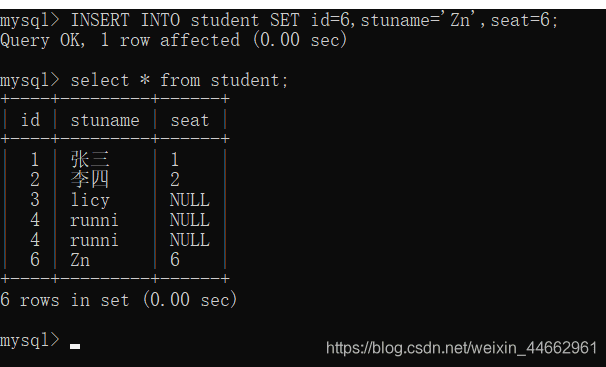 mysql> INSERT INTO student SET id=6,stuname='Zn',seat=6;
Query OK, 1 row affected (0.00 sec)
mysql> select * from student;
+----+---------+------+
| id | stuname | seat |
+----+---------+------+
| 1 | 张三 | 1 |
| 2 | 李四 | 2 |
| 3 | licy | NULL |
| 4 | runni | NULL |
| 4 | runni | NULL |
| 6 | Zn | 6 |
+----+---------+------+
6 rows in set (0.00 sec)
mysql> _
https://blog.csdn.net/weixin_44662961